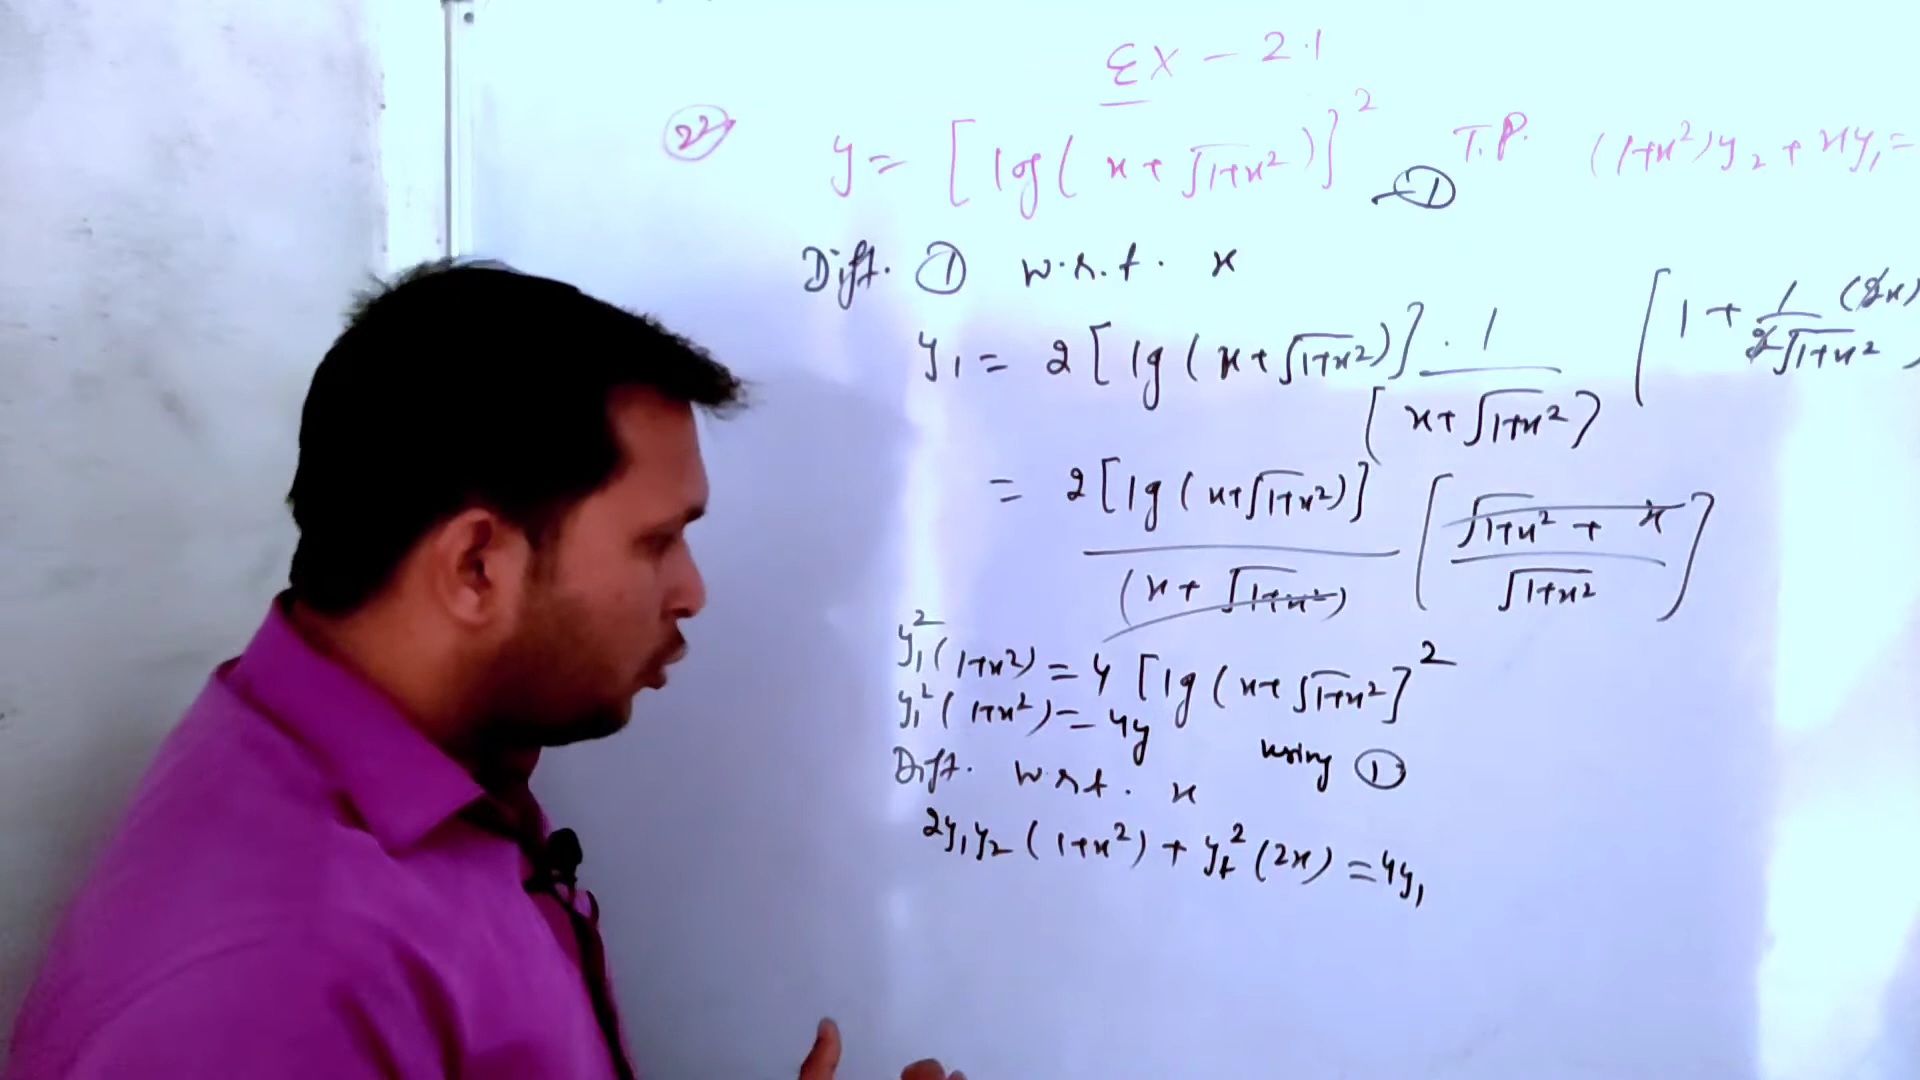 Ex - 2.1
22 y = [log(x+√1+x²)]² —① T.P. (1+x²)y₂ + xy₁ =
Diff. ① w.r.t. x
y₁ = 2[log(x+√1+x²)] . 1/[x+√1+x²) [1 + 1/2√1+x² (2x)
= 2[log(x+√1+x²)]/(x+√1+x²) [√1+x² + x/√1+x²]
y₁²(1+x²) = 4[log(x+√1+x²]²
y₁²(1+x²) = 4y using ①
Diff. w.r.t. x
2y₁y₂(1+x²) + y₁²(2x) = 4y₁